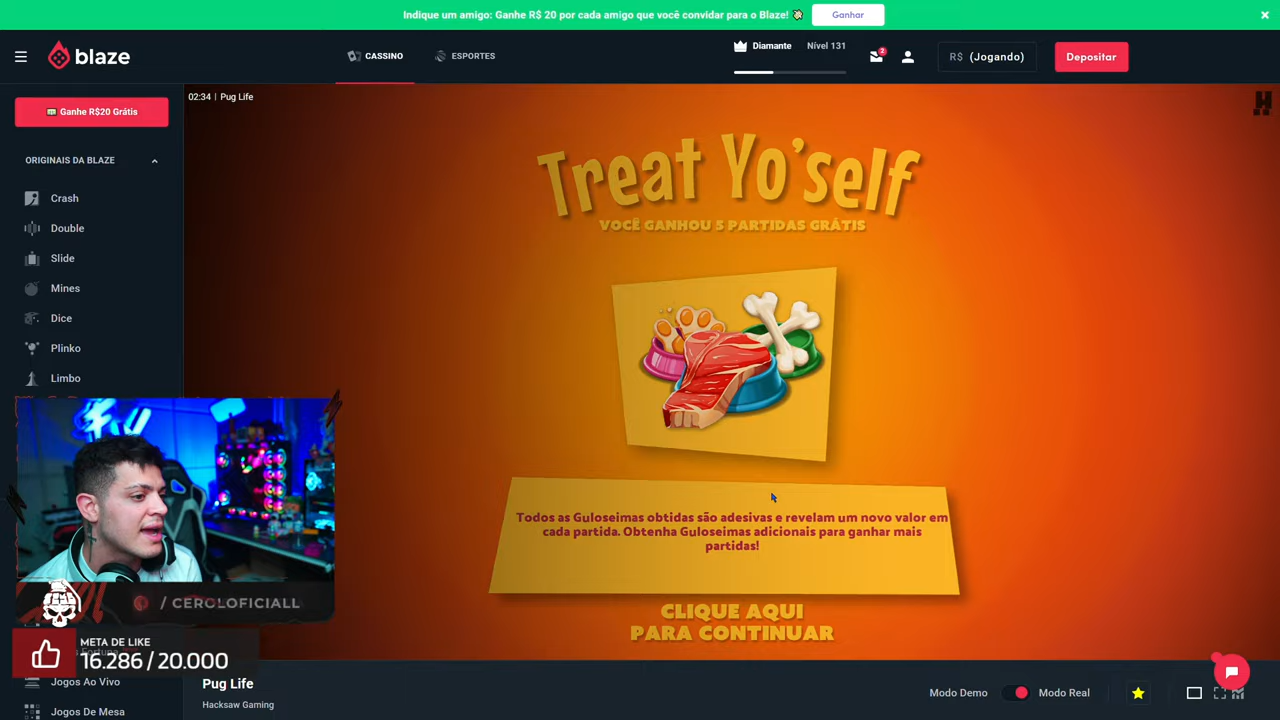 Indique um amigo: Ganhe R$ 20 por cada amigo que você convidar para o Blaze!
Ganhar
blaze
CASSINO
ESPORTES
Diamante
Nível 131
2
R$ (Jogando)
Depositar
Ganhe R$20 Grátis
02:34 | Pug Life
ORIGINAIS DA BLAZE
Crash
Double
Slide
Mines
Dice
Plinko
Limbo
Treat Yo'self
VOCÊ GANHOU 5 PARTIDAS GRÁTIS
Todos as Guloseimas obtidas são adesivas e revelam um novo valor em
cada partida. Obtenha Guloseimas adicionais para ganhar mais
partidas!
CLIQUE AQUI
PARA CONTINUAR
/ CEROLOFICIALL
META DE LIKE
16.286 / 20.000
Jogos Ao Vivo
Jogos De Mesa
Pug Life
Hacksaw Gaming
Modo Demo
Modo Real